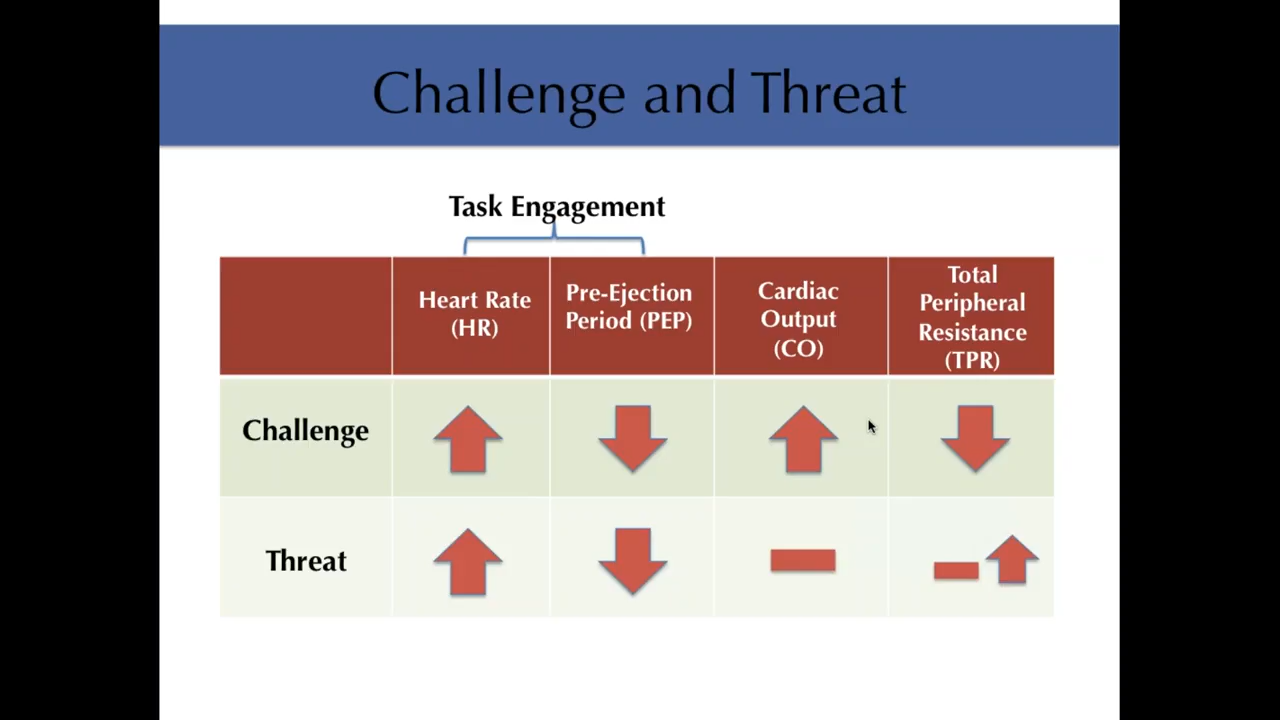 Challenge and Threat
Task Engagement
Heart Rate
(HR)
Pre-Ejection
Period (PEP)
Cardiac
Output
(CO)
Total
Peripheral
Resistance
(TPR)
Challenge
Threat